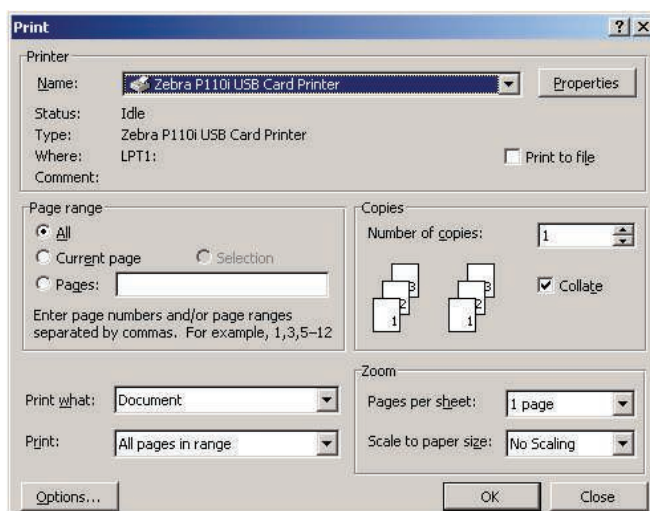 Print
Printer
Name: Zebra P110i USB Card Printer Properties
Status: Idle
Type: Zebra P110i USB Card Printer
Where: LPT1: Print to file
Comment:
Page range
All
Current page Selection
Pages:
Enter page numbers and/or page ranges
separated by commas. For example, 1,3,5–12
Copies
Number of copies: 1
3 3
2 2
1 1
Collate
Print what: Document
Print: All pages in range
Zoom
Pages per sheet: 1 page
Scale to paper size: No Scaling
Options... OK Close